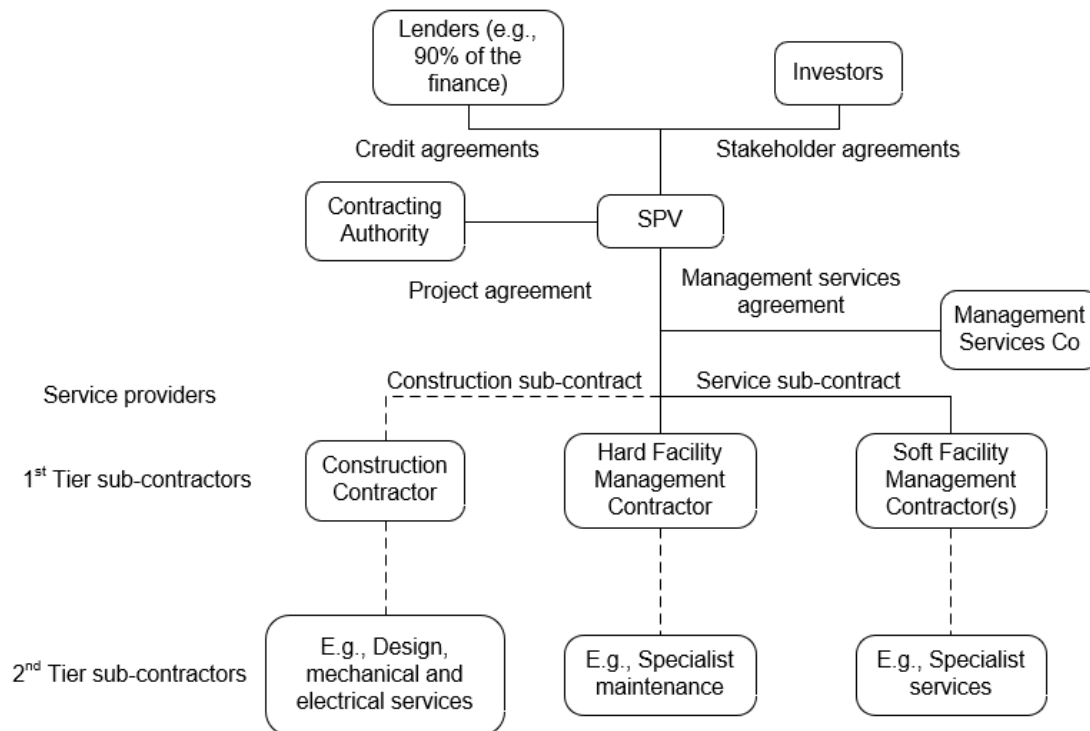 Lenders (e.g.,
90% of the
finance)
Investors
Credit agreements
Stakeholder agreements
Contracting
Authority
SPV
Project agreement
Management services
agreement
Management
Services Co
Service providers
Construction sub-contract
Service sub-contract
1st Tier sub-contractors
Construction
Contractor
Hard Facility
Management
Contractor
Soft Facility
Management
Contractor(s)
2nd Tier sub-contractors
E.g., Design,
mechanical and
electrical services
E.g., Specialist
maintenance
E.g., Specialist
services